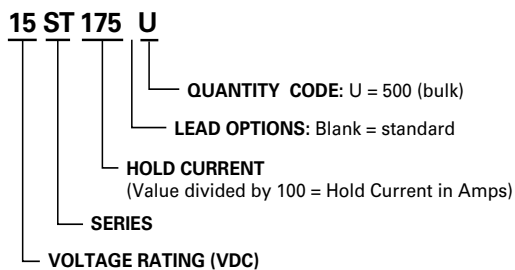 15 ST 175 U
QUANTITY CODE: U = 500 (bulk)
LEAD OPTIONS: Blank = standard
HOLD CURRENT
(Value divided by 100 = Hold Current in Amps)
SERIES
VOLTAGE RATING (VDC)